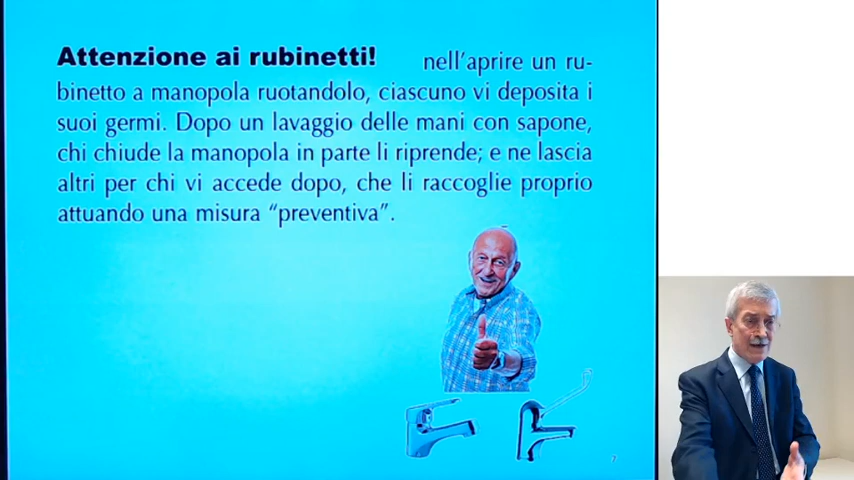 Attenzione ai rubinetti! nell'aprire un ru-
binetto a manopola ruotandolo, ciascuno vi deposita i
suoi germi. Dopo un lavaggio delle mani con sapone,
chi chiude la manopola in parte li riprende; e ne lascia
altri per chi vi accede dopo, che li raccoglie proprio
attuando una misura “preventiva”.
7